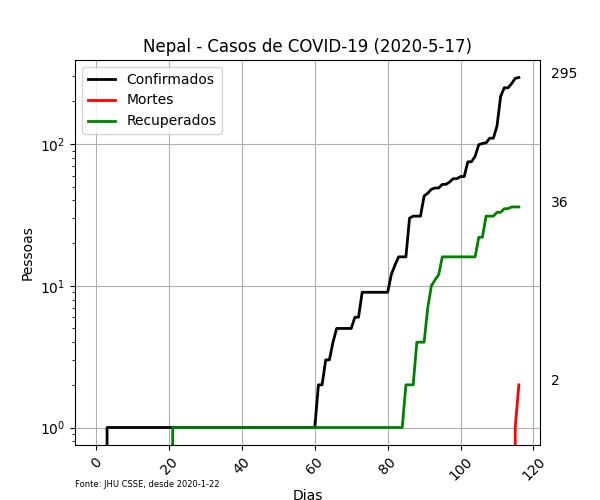 Nepal - Casos de COVID-19 (2020-5-17)
Confirmados
Mortes
Recuperados
295
36
2
10²
10¹
10⁰
Pessoas
0 20 40 60 80 100 120
Fonte: JHU CSSE, desde 2020-1-22
Dias